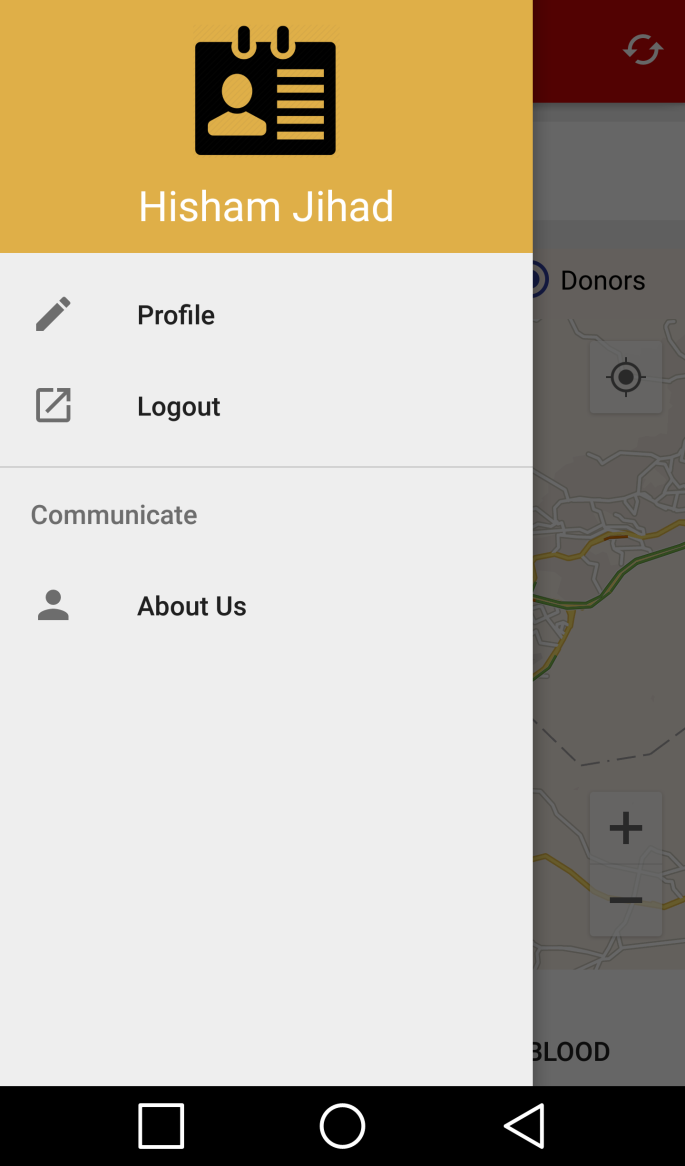 Hisham Jihad
Donors
Profile
Logout
Communicate
About Us
BLOOD